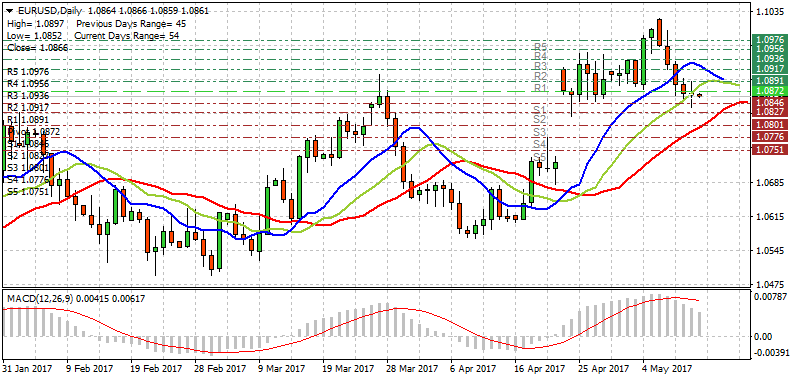 EURUSD,Daily 1.0864 1.0866 1.0859 1.0861
High= 1.0897 Previous Days Range= 45
Low= 1.0852 Current Days Range= 54
Close= 1.0866
R5 1.0976
R4 1.0956
R3 1.0936
R2 1.0917
R1 1.0891
Pivot 1.0872
S1 1.0846
S2 1.0827
S3 1.0801
S4 1.0776
S5 1.0751
R5
R4
R3
R2
R1
S1
S2
S3
S4
S5
1.1035
1.0976
1.0956
1.0936
1.0917
1.0891
1.0872
1.0846
1.0827
1.0801
1.0776
1.0751
1.0685
1.0615
1.0545
1.0475
MACD(12,26,9) 0.00415 0.00617
0.00787
0.00
-0.00391
31 Jan 2017 9 Feb 2017 20 Feb 2017 28 Feb 2017 9 Mar 2017 19 Mar 2017 28 Mar 2017 6 Apr 2017 16 Apr 2017 25 Apr 2017 4 May 2017